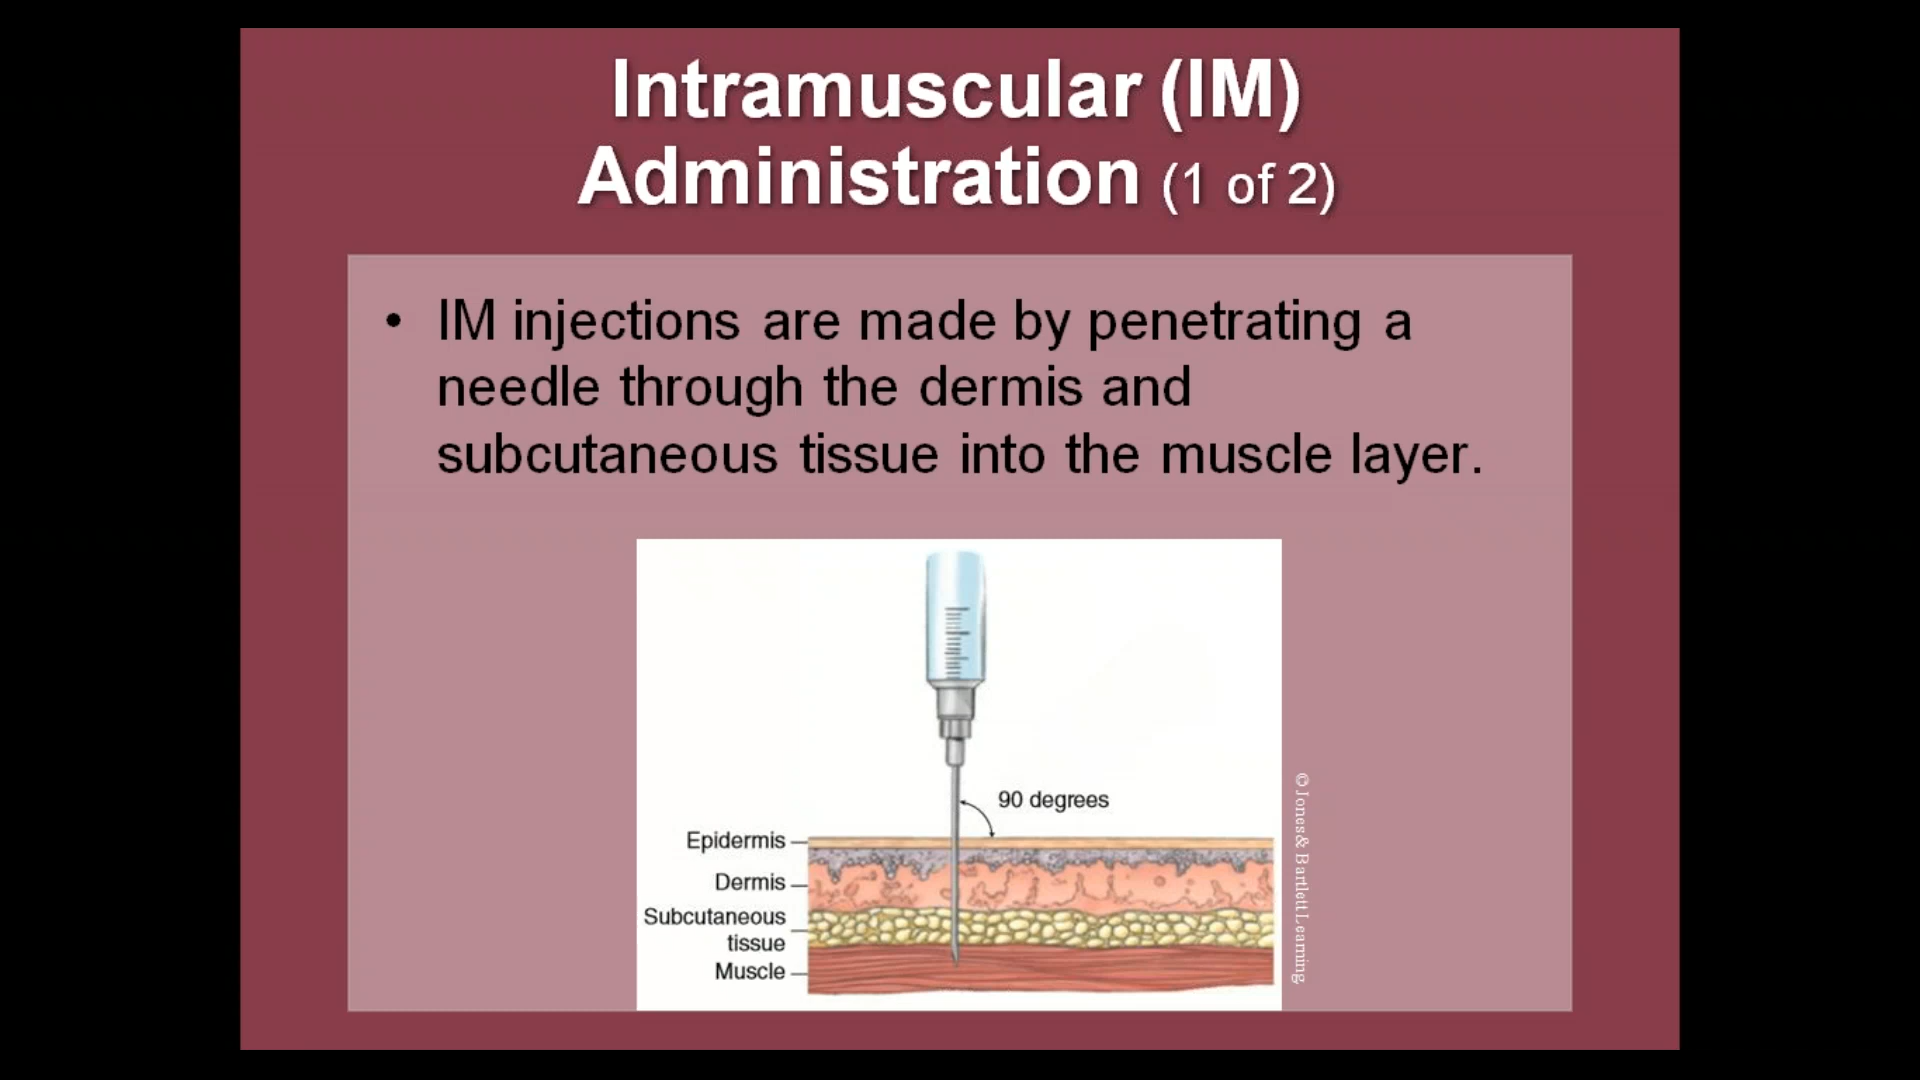 Intramuscular (IM)
Administration (1 of 2)
• IM injections are made by penetrating a
needle through the dermis and
subcutaneous tissue into the muscle layer.
90 degrees
Epidermis
Dermis
Subcutaneous
tissue
Muscle
© Jones & Bartlett Learning